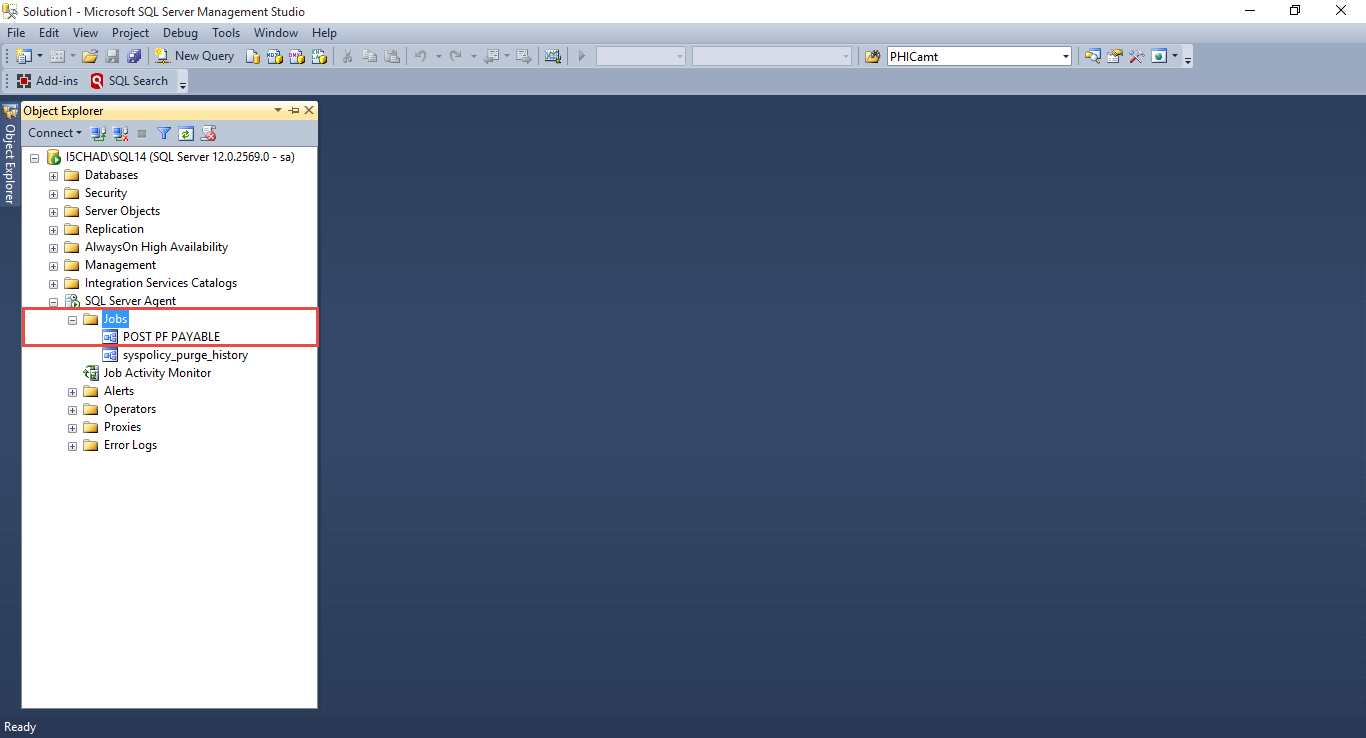 Solution1 - Microsoft SQL Server Management Studio
File Edit View Project Debug Tools Window Help
New Query MDX DMX PHICamt
Add-ins SQL Search
Object Explorer
Object Explorer
Connect
I5CHAD\SQL14 (SQL Server 12.0.2569.0 - sa)
Databases
Security
Server Objects
Replication
AlwaysOn High Availability
Management
Integration Services Catalogs
SQL Server Agent
Jobs
POST PF PAYABLE
syspolicy_purge_history
Job Activity Monitor
Alerts
Operators
Proxies
Error Logs
Ready